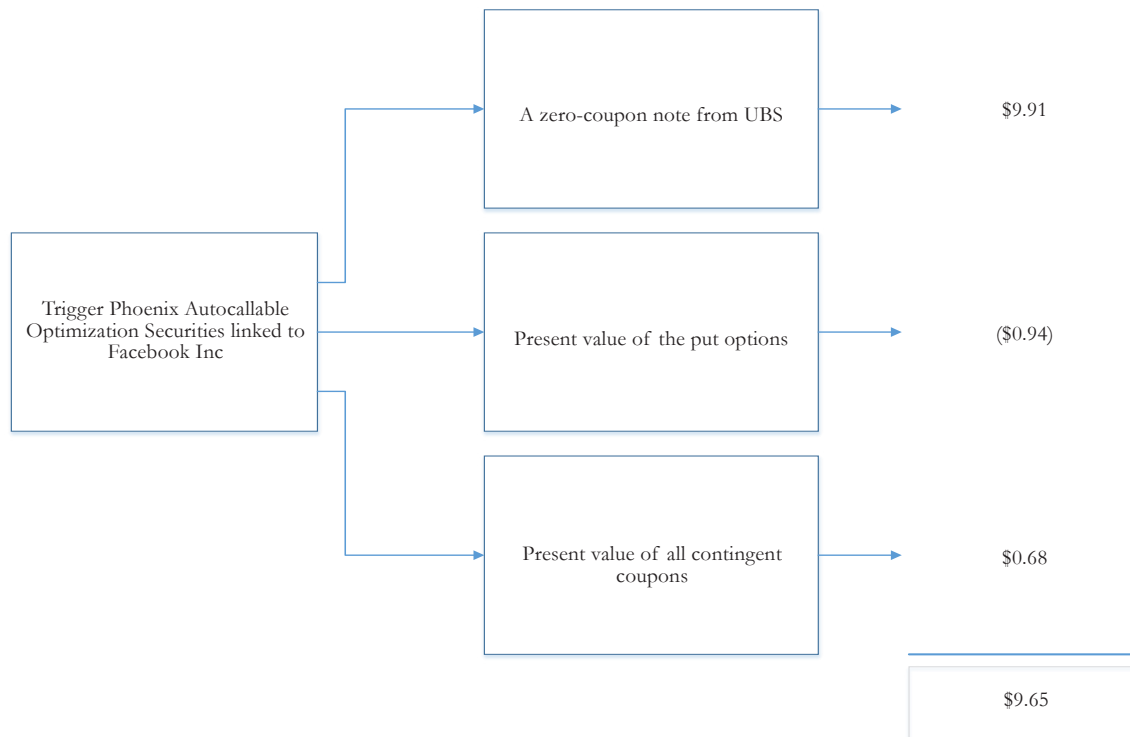 A zero-coupon note from UBS
$9.91
Trigger Phoenix Autocallable
Optimization Securities linked to
Facebook Inc
Present value of the put options
($0.94)
Present value of all contingent
coupons
$0.68
$9.65